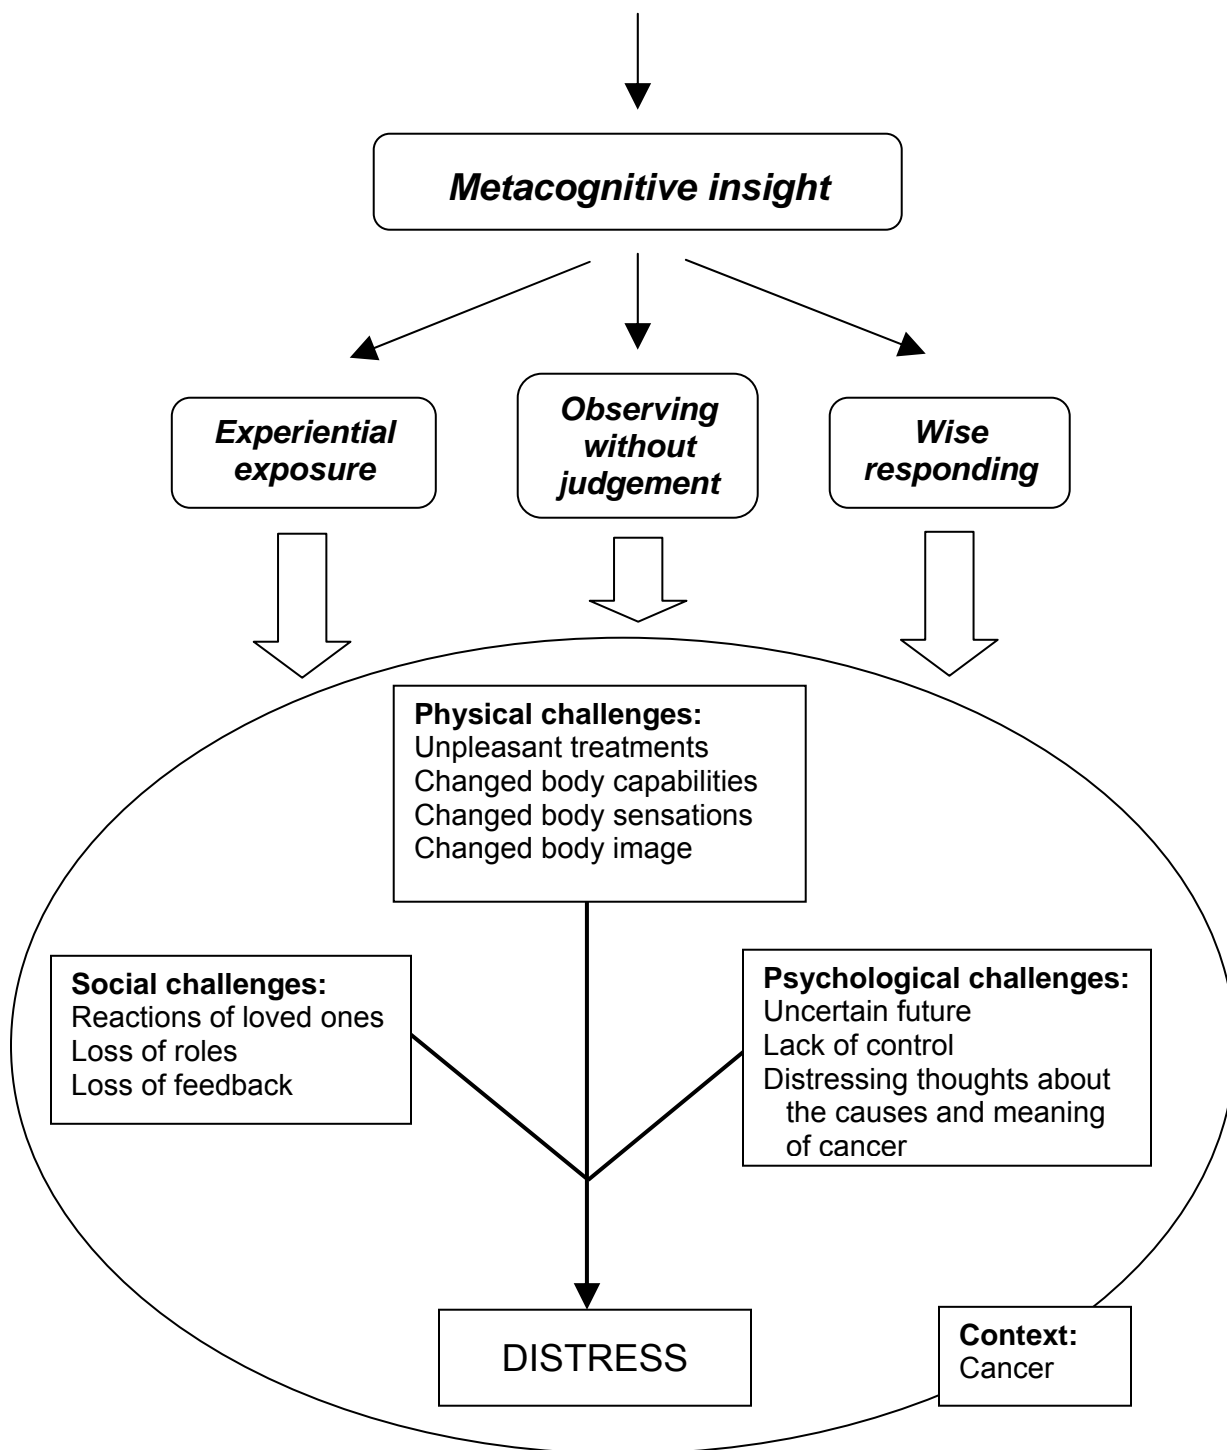 Metacognitive insight
Experiential
exposure
Observing
without
judgement
Wise
responding
Physical challenges:
Unpleasant treatments
Changed body capabilities
Changed body sensations
Changed body image
Social challenges:
Reactions of loved ones
Loss of roles
Loss of feedback
Psychological challenges:
Uncertain future
Lack of control
Distressing thoughts about
the causes and meaning
of cancer
DISTRESS
Context:
Cancer